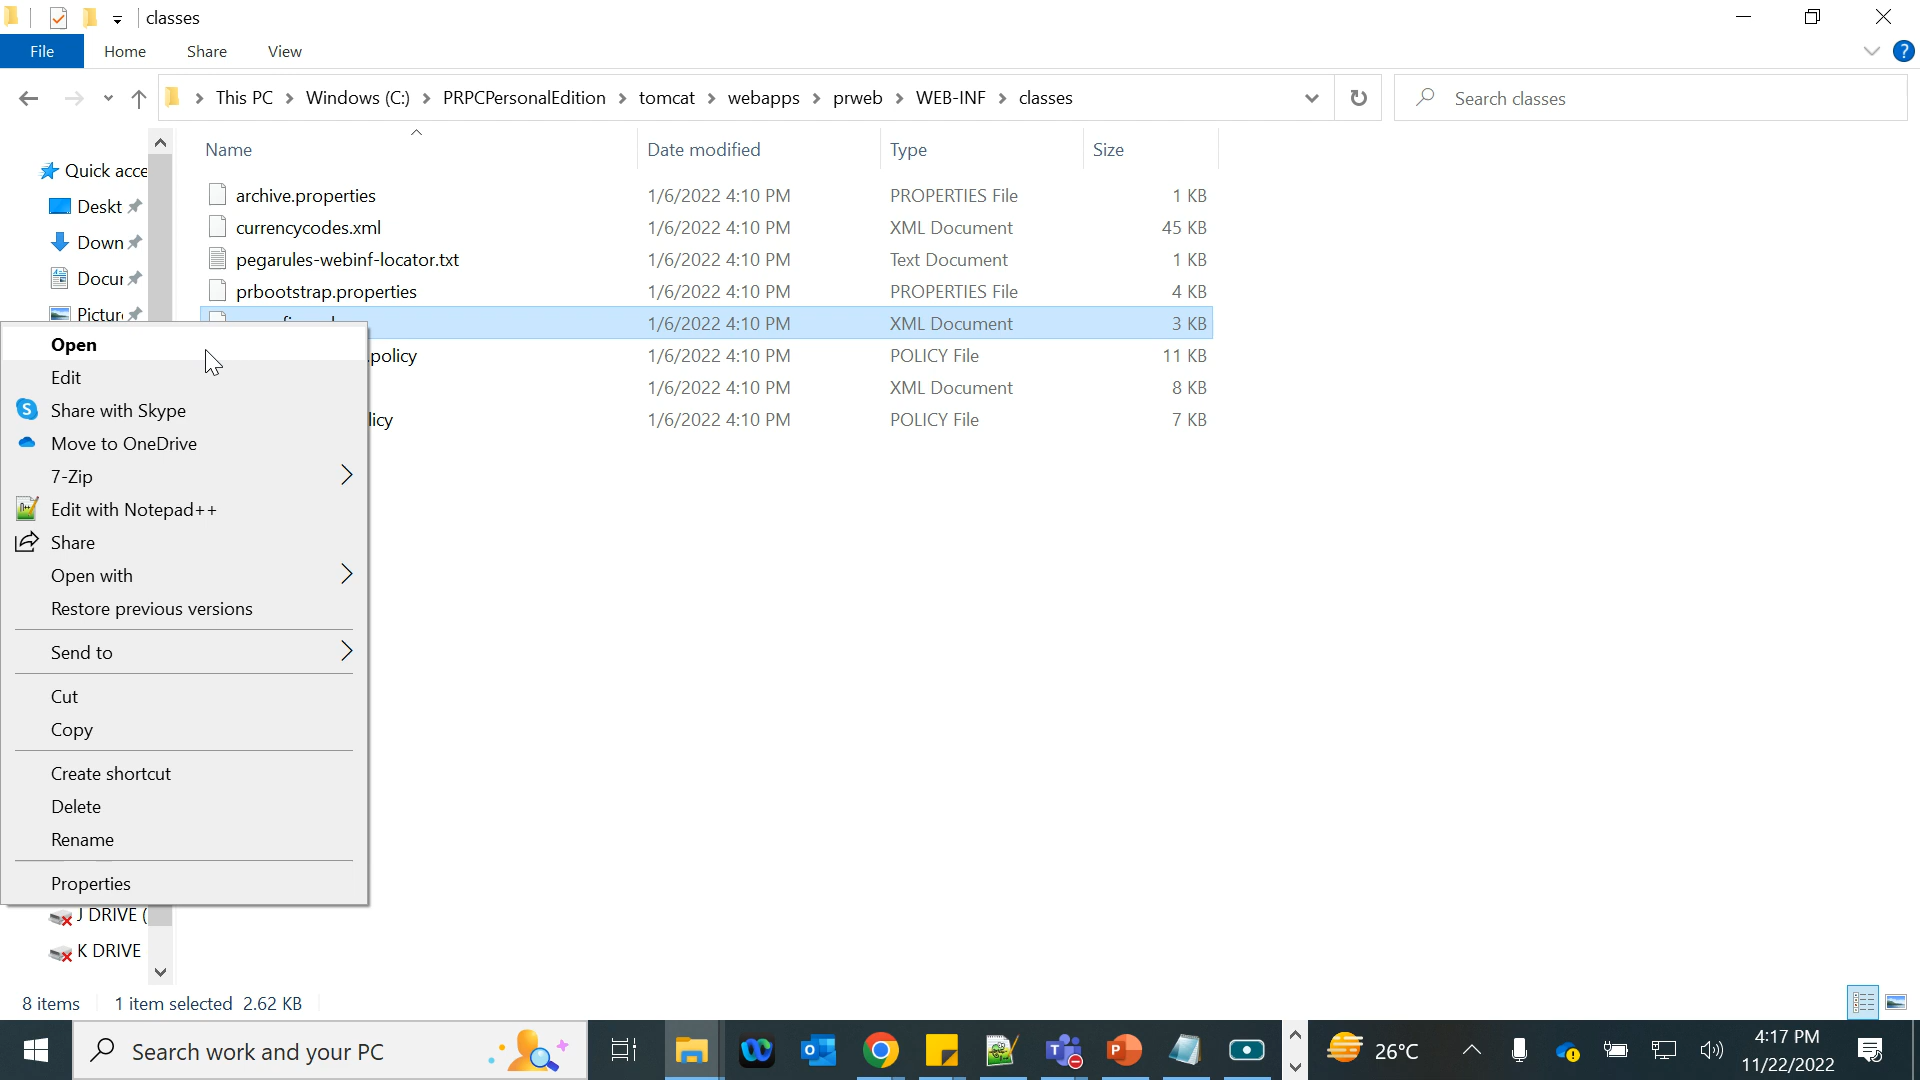 classes
File Home Share View
This PC Windows (C:) PRPCPersonalEdition tomcat webapps prweb WEB-INF classes
Search classes
Name Date modified Type Size
Quick acce
Deskt
Down
Docur
Pictur
archive.properties 1/6/2022 4:10 PM PROPERTIES File 1 KB
currencycodes.xml 1/6/2022 4:10 PM XML Document 45 KB
pegarules-webinf-locator.txt 1/6/2022 4:10 PM Text Document 1 KB
prbootstrap.properties 1/6/2022 4:10 PM PROPERTIES File 4 KB
1/6/2022 4:10 PM XML Document 3 KB
.policy 1/6/2022 4:10 PM POLICY File 11 KB
1/6/2022 4:10 PM XML Document 8 KB
licy 1/6/2022 4:10 PM POLICY File 7 KB
Open
Edit
Share with Skype
Move to OneDrive
7-Zip
Edit with Notepad++
Share
Open with
Restore previous versions
Send to
Cut
Copy
Create shortcut
Delete
Rename
Properties
J DRIVE (
K DRIVE
8 items 1 item selected 2.62 KB
Search work and your PC
26°C
4:17 PM
11/22/2022